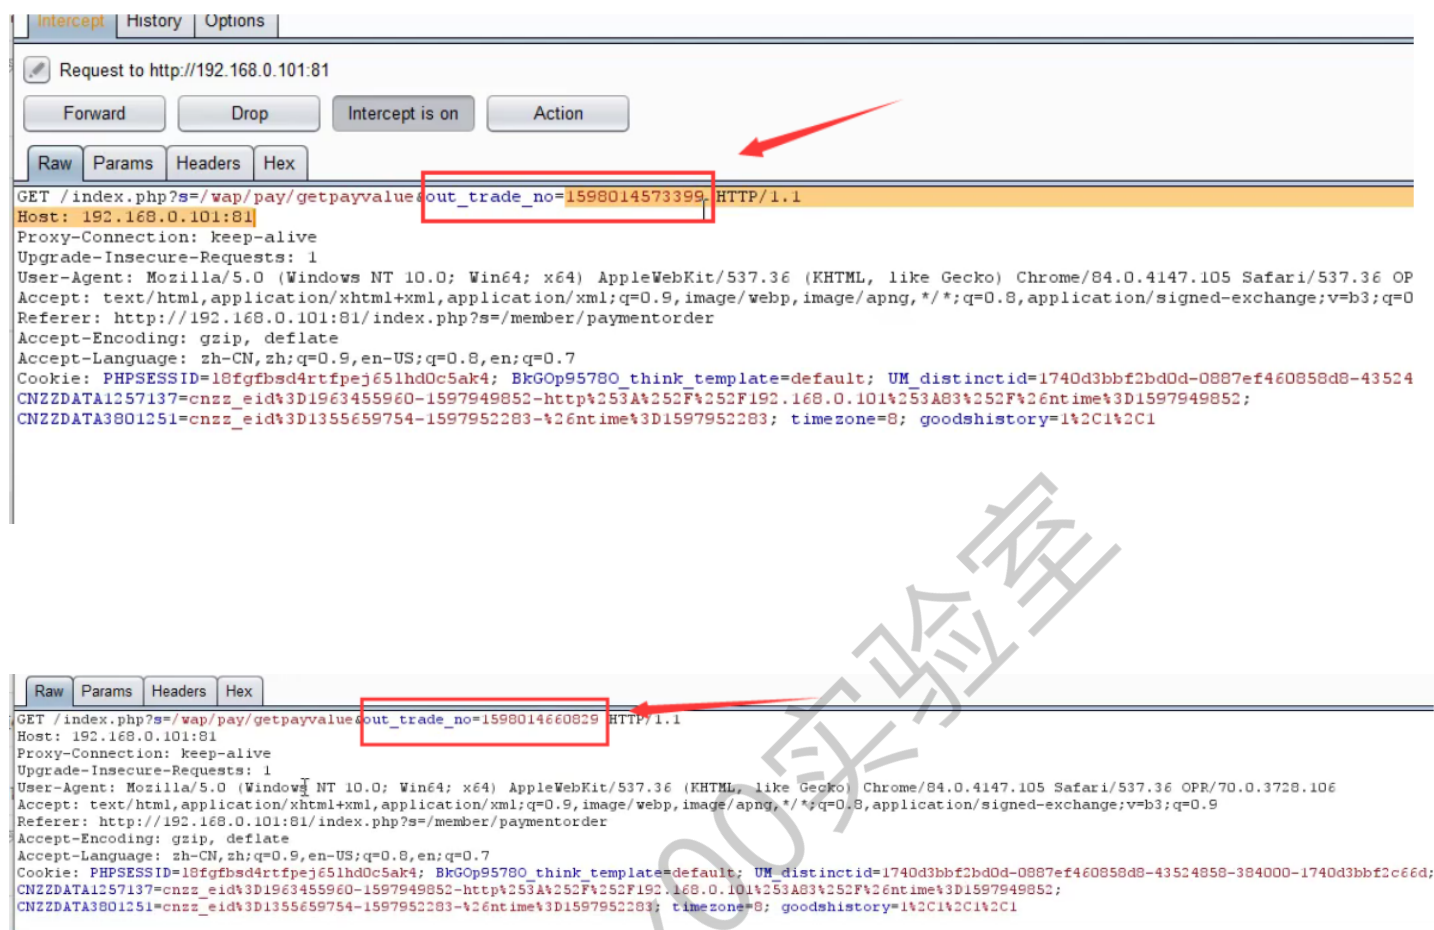 Intercept History Options
Request to http://192.168.0.101:81
Forward Drop Intercept is on Action
Raw Params Headers Hex
GET /index.php?s=/wap/pay/getpayvalue&out_trade_no=1598014573399 HTTP/1.1
Host: 192.168.0.101:81
Proxy-Connection: keep-alive
Upgrade-Insecure-Requests: 1
User-Agent: Mozilla/5.0 (Windows NT 10.0; Win64; x64) AppleWebKit/537.36 (KHTML, like Gecko) Chrome/84.0.4147.105 Safari/537.36 OP
Accept: text/html,application/xhtml+xml,application/xml;q=0.9,image/webp,image/apng,*/*;q=0.8,application/signed-exchange;v=b3;q=0
Referer: http://192.168.0.101:81/index.php?s=/member/paymentorder
Accept-Encoding: gzip, deflate
Accept-Language: zh-CN,zh;q=0.9,en-US;q=0.8,en;q=0.7
Cookie: PHPSESSID=l8fgfbsd4rtfpej65lhd0c5ak4; BkGOp9578O_think_template=default; UM_distinctid=1740d3bbf2bd0d-0887ef460858d8-43524
CNZZDATA1257137=cnzz_eid%3D1963455960-1597949852-http%253A%252F%252F192.168.0.101%253A83%252F%26ntime%3D1597949852;
CNZZDATA3801251=cnzz_eid%3D1355659754-1597952283-%26ntime%3D1597952283; timezone=8; goodshistory=1%2C1%2C1
Raw Params Headers Hex
GET /index.php?s=/wap/pay/getpayvalue&out_trade_no=1598014660829 HTTP/1.1
Host: 192.168.0.101:81
Proxy-Connection: keep-alive
Upgrade-Insecure-Requests: 1
User-Agent: Mozilla/5.0 (Windows NT 10.0; Win64; x64) AppleWebKit/537.36 (KHTML, like Gecko) Chrome/84.0.4147.105 Safari/537.36 OPR/70.0.3728.106
Accept: text/html,application/xhtml+xml,application/xml;q=0.9,image/webp,image/apng,*/*;q=0.8,application/signed-exchange;v=b3;q=0.9
Referer: http://192.168.0.101:81/index.php?s=/member/paymentorder
Accept-Encoding: gzip, deflate
Accept-Language: zh-CN,zh;q=0.9,en-US;q=0.8,en;q=0.7
Cookie: PHPSESSID=l8fgfbsd4rtfpej65lhd0c5ak4; BkGOp9578O_think_template=default; UM_distinctid=1740d3bbf2bd0d-0887ef460858d8-43524858-384000-1740d3bbf2c66d;
CNZZDATA1257137=cnzz_eid%3D1963455960-1597949852-http%253A%252F%252F192.168.0.101%253A83%252F%26ntime%3D1597949852;
CNZZDATA3801251=cnzz_eid%3D1355659754-1597952283-%26ntime%3D1597952283; timezone=8; goodshistory=1%2C1%2C1%2C1
00实验室